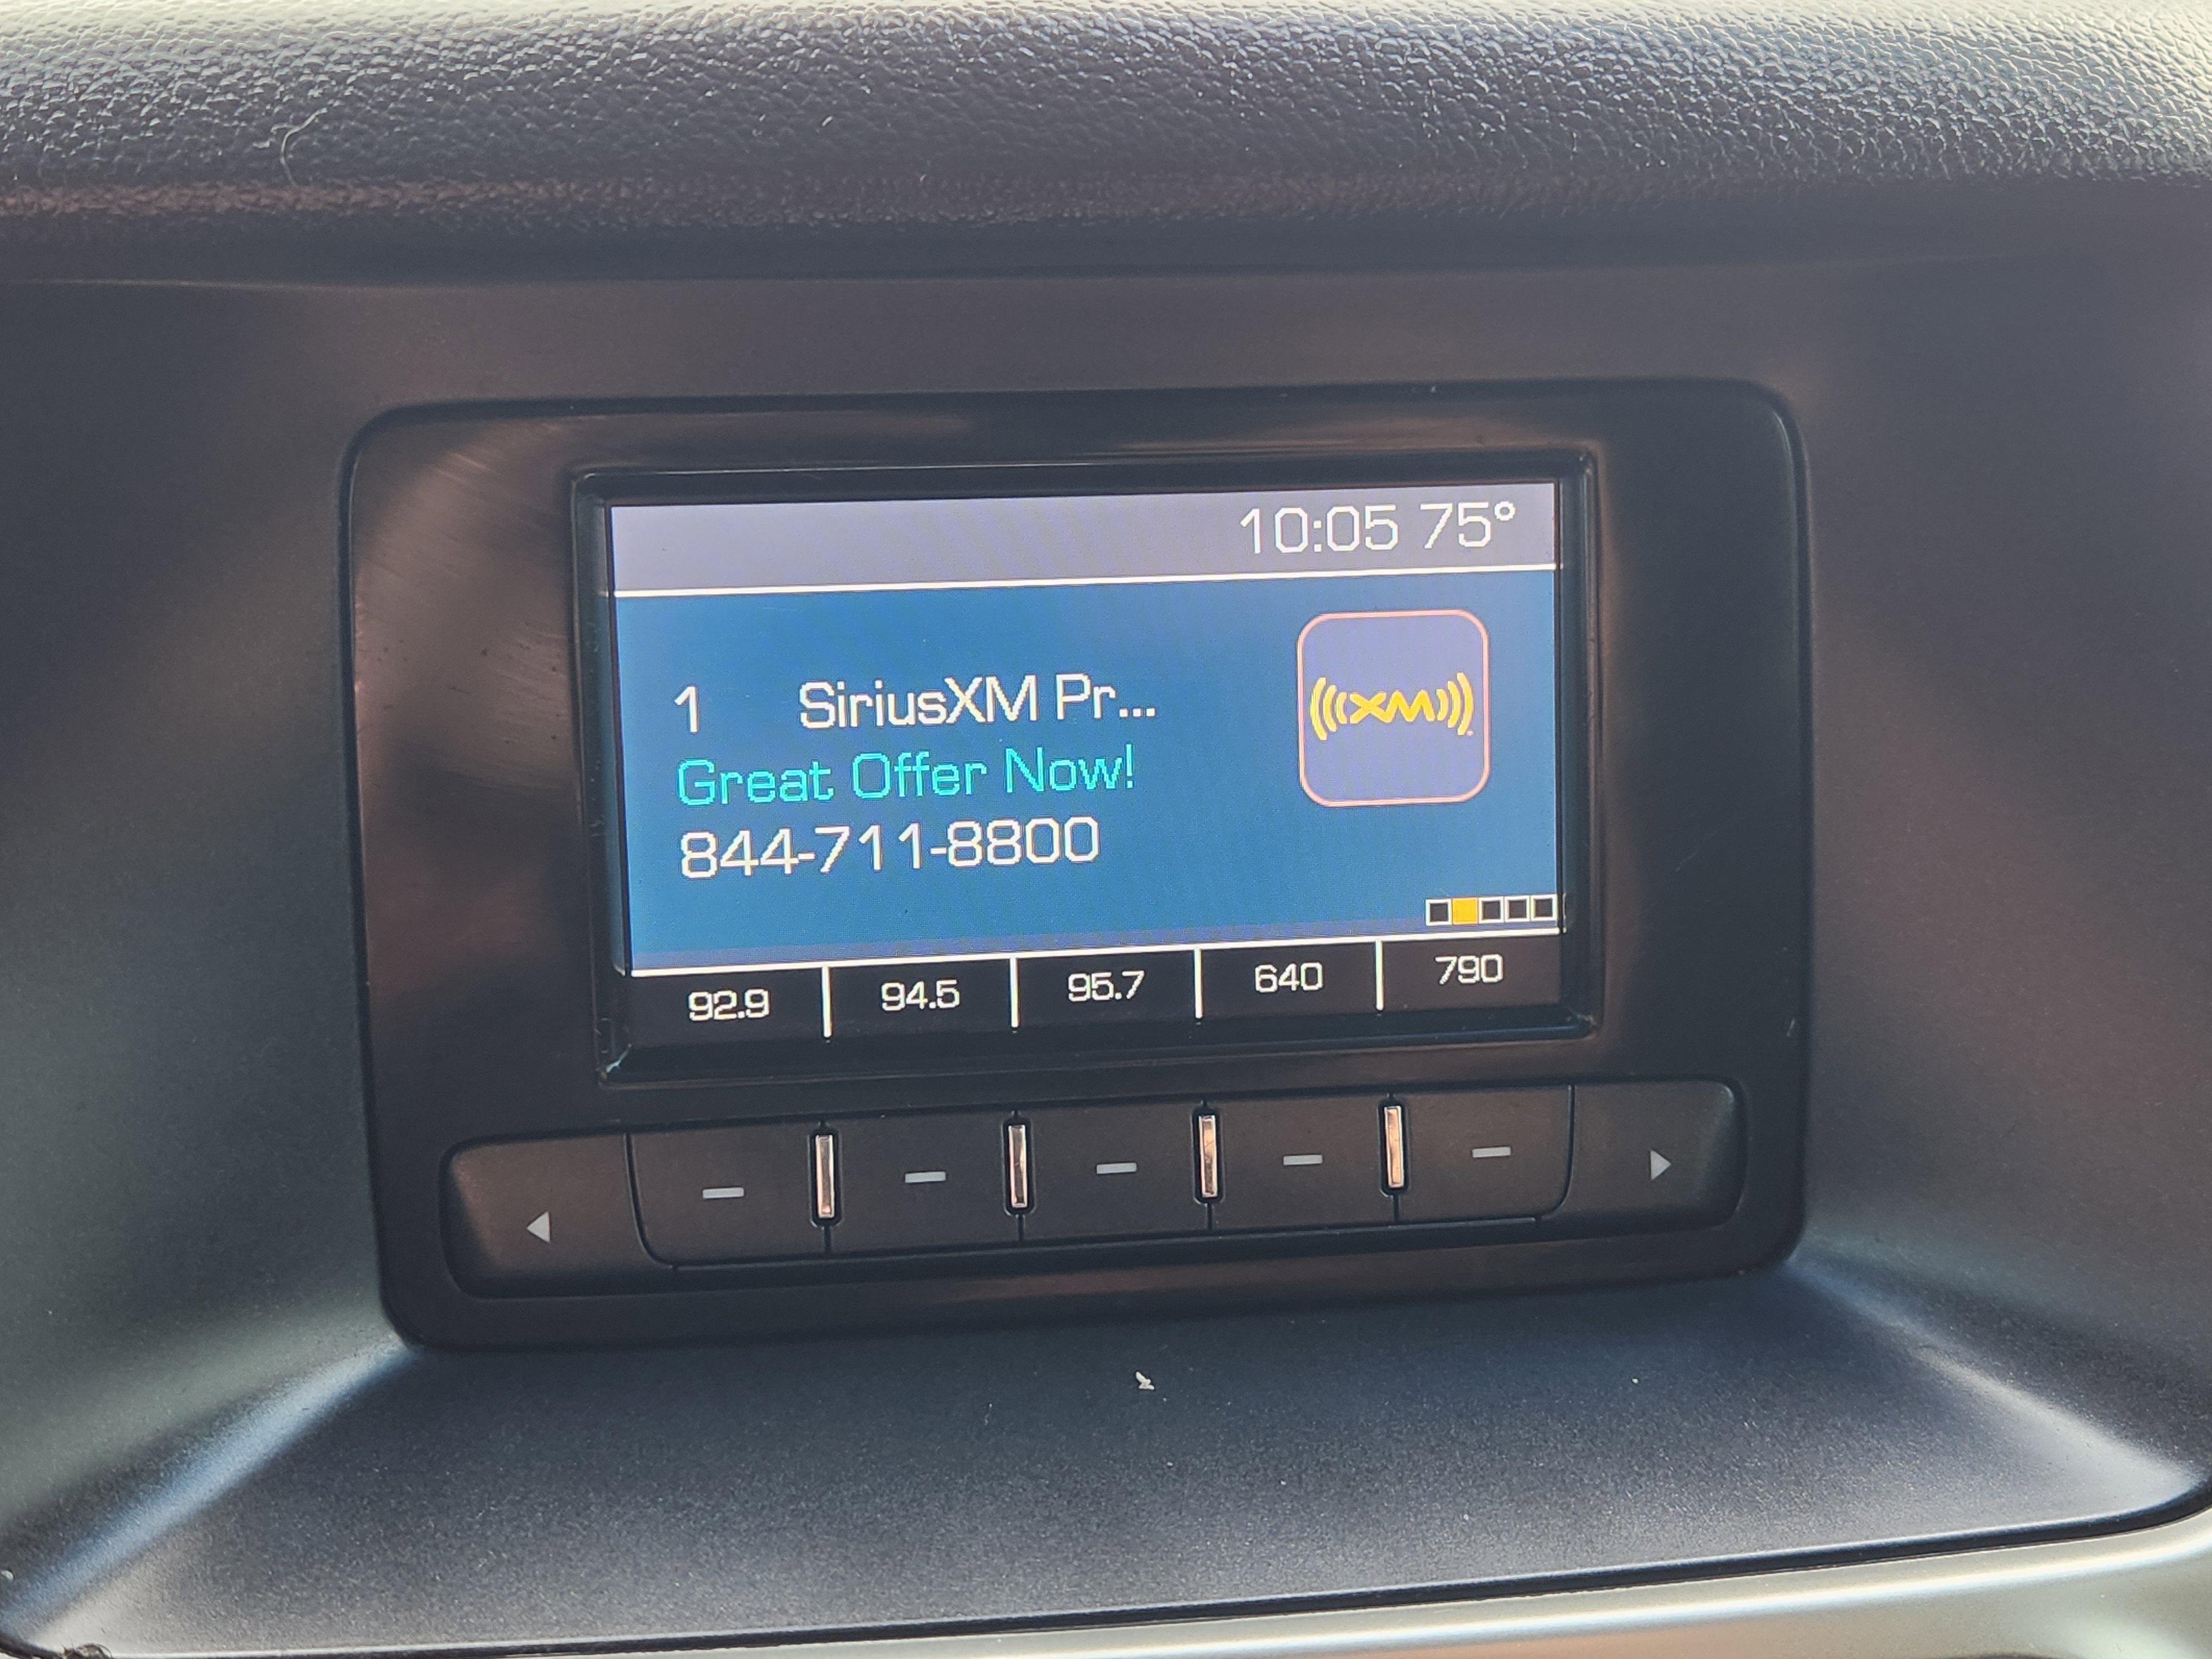 10:05 75°
1 SiriusXM Pr...
((( XM )))
Great Offer Now!
844-711-8800
92.9 94.5 95.7 640 790